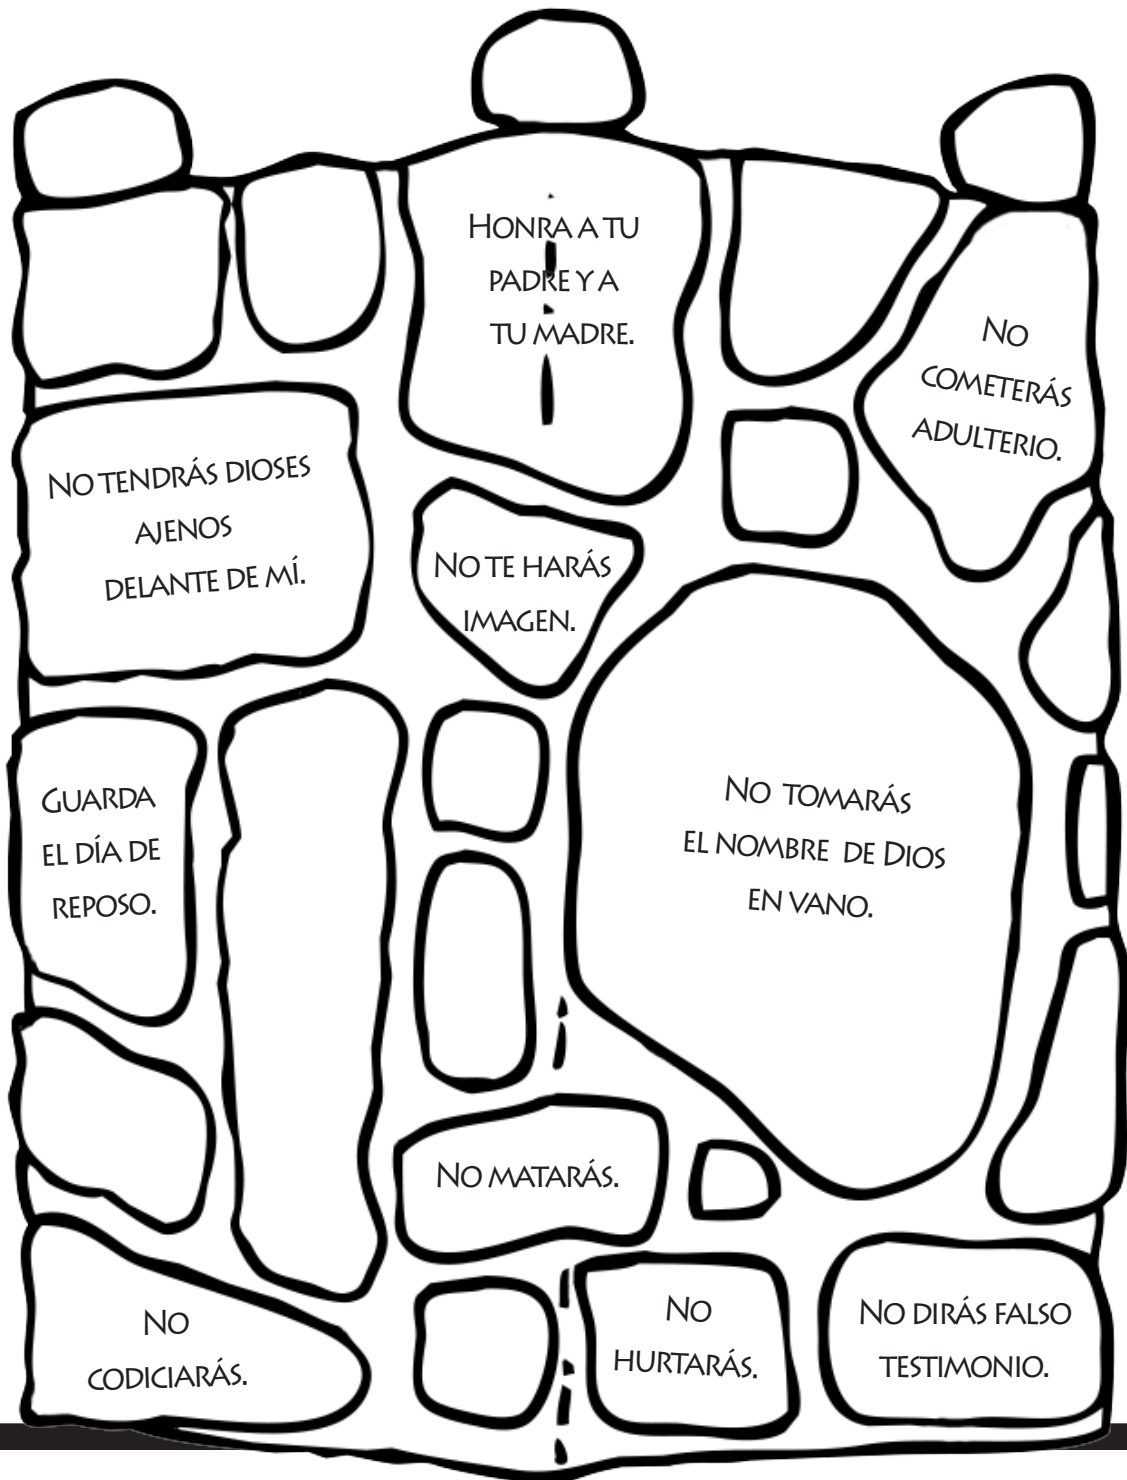 Honra a tu
padre y a
tu madre.
No
cometerás
adulterio.
No tendrás dioses
ajenos
delante de mí.
No te harás
imagen.
Guarda
el día de
reposo.
No tomarás
el nombre de Dios
en vano.
No matarás.
No
codiciarás.
No
hurtarás.
No dirás falso
testimonio.